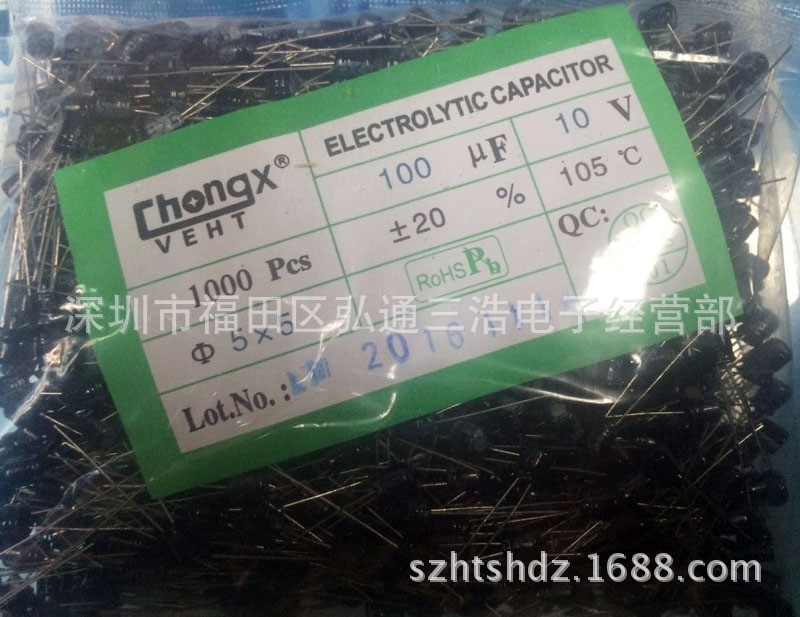 ELECTROLYTIC CAPACITOR
Chongx®
VEHT
100 μF 10 V
1000 Pcs ±20 % 105 ℃
RoHS Pb QC:
Φ 5×5
Lot.No.: 2016
深圳市福田区弘通三浩电子经营部
szhtshdz.1688.com